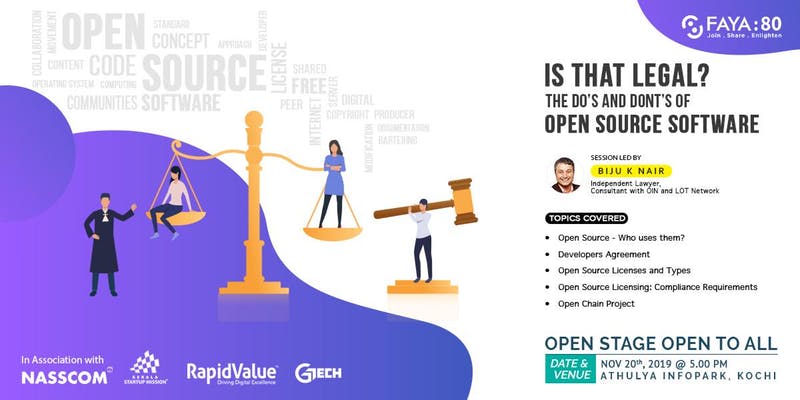 COLLABORATION
MOVEMENT
OPEN
STANDARD
CONCEPT
APPROACH
DEVELOPER
CONTENT
CODE
SOURCE
LICENSE
SHARED
OPERATING SYSTEM
COMPUTING
FREE
SERVER
COMMUNITIES
SOFTWARE
PEER
INTERNET
DIGITAL
COPYRIGHT
PRODUCER
MODIFICATION
DOCUMENTATION
BARTERING
FAYA:80
Join . Share . Enlighten
IS THAT LEGAL?
THE DO'S AND DONT'S OF
OPEN SOURCE SOFTWARE
SESSION LED BY
BIJU K NAIR
Independent Lawyer,
Consultant with OIN and LOT Network
TOPICS COVERED
• Open Source - Who uses them?
• Developers Agreement
• Open Source Licenses and Types
• Open Source Licensing: Compliance Requirements
• Open Chain Project
OPEN STAGE OPEN TO ALL
DATE & VENUE
NOV 20th, 2019 @ 5.00 PM
ATHULYA INFOPARK, KOCHI
In Association with
NASSCOM
KERALA
STARTUP MISSION
RapidValue
Driving Digital Excellence
GTECH